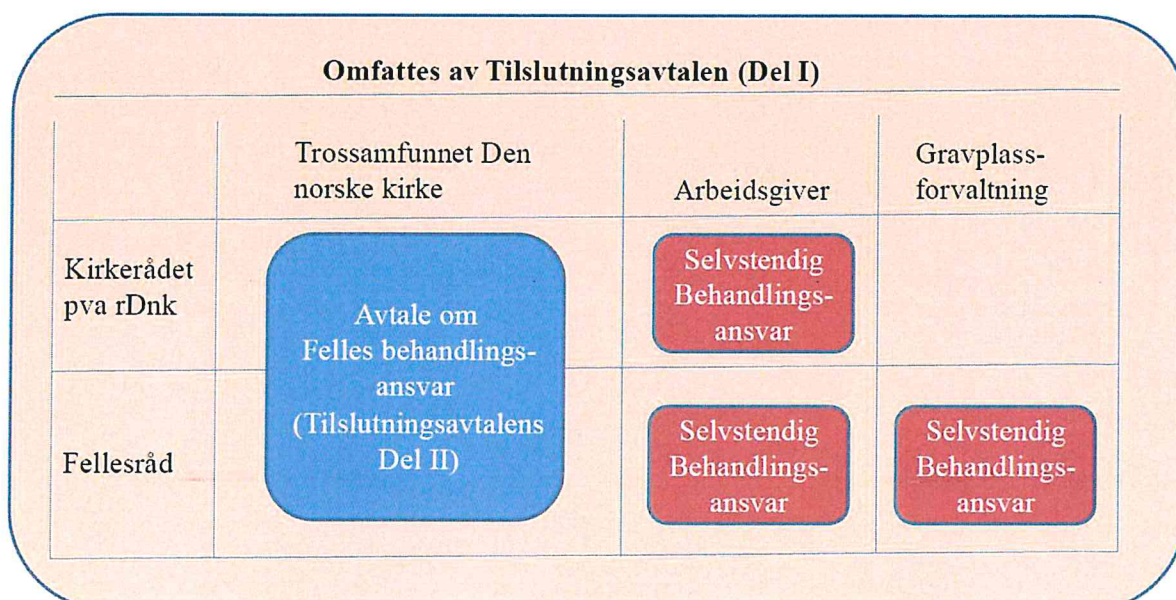 Omfattes av Tilslutningsavtalen (Del I)
Trossamfunnet Den
norske kirke
Arbeidsgiver
Gravplass-
forvaltning
Kirkerådet
pva rDnk
Avtale om
Felles behandlings-
ansvar
(Tilslutningsavtalens
Del II)
Selvstendig
Behandlings-
ansvar
Fellesråd
Selvstendig
Behandlings-
ansvar
Selvstendig
Behandlings-
ansvar